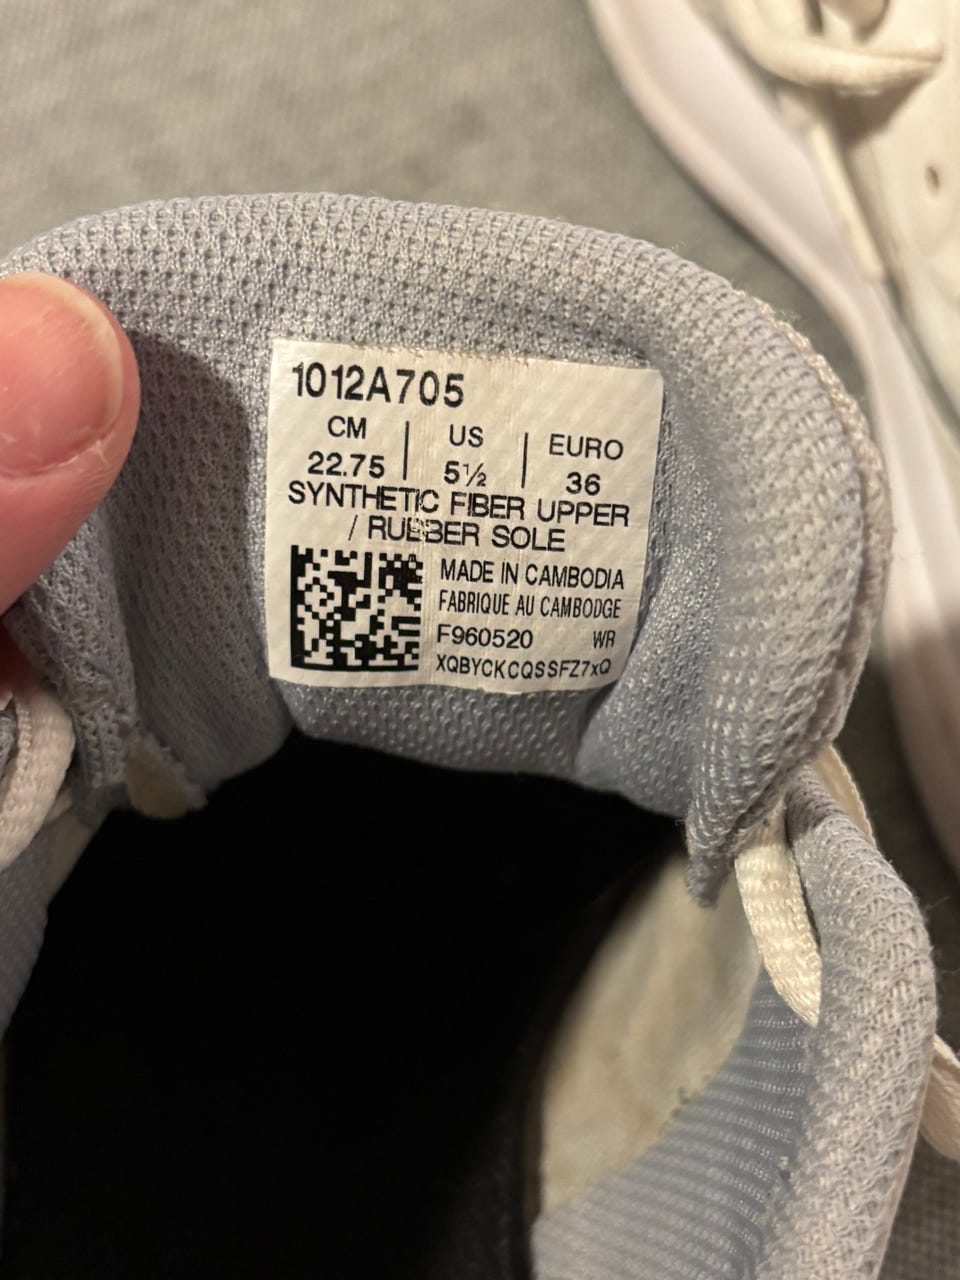 1012A705
CM | US | EURO
22.75 | 5½ | 36
SYNTHETIC FIBER UPPER
/ RUBBER SOLE
MADE IN CAMBODIA
FABRIQUE AU CAMBODGE
F960520 WR
XQBYCKCQSSFZ7xQ